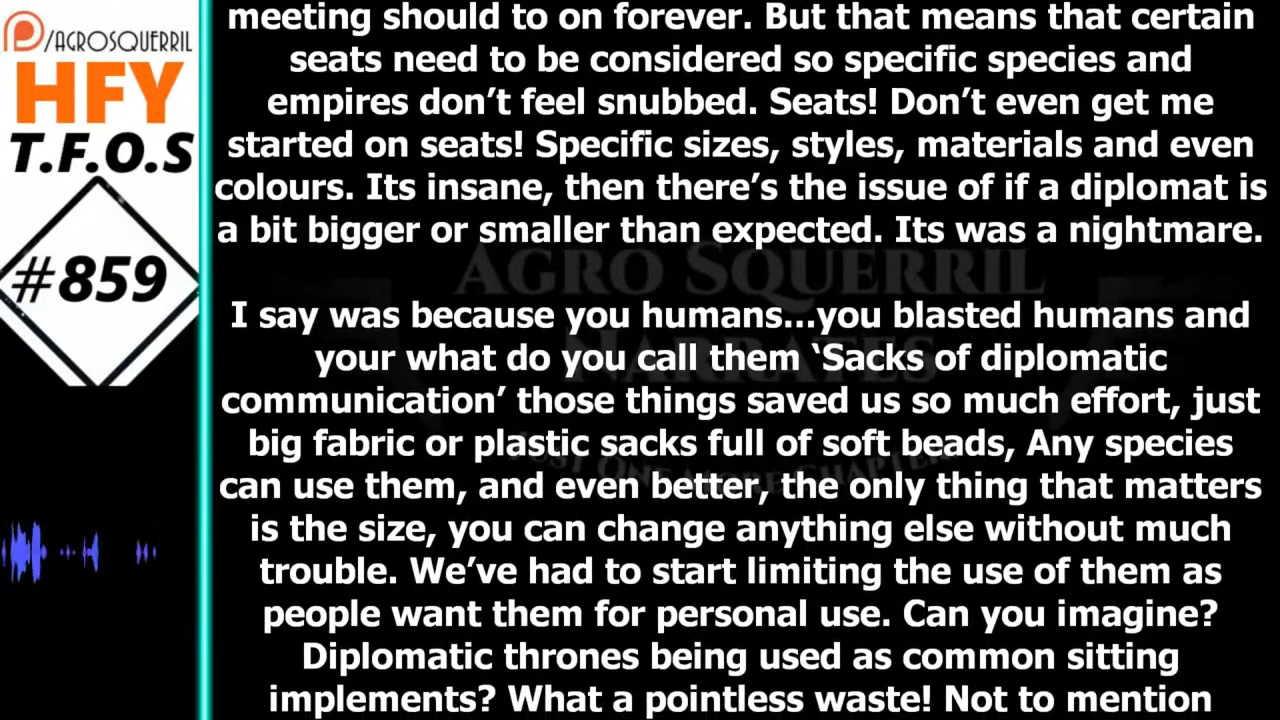 /AGROSQUERRIL
HFY
T.F.O.S
#859
meeting should to on forever. But that means that certain
seats need to be considered so specific species and
empires don’t feel snubbed. Seats! Don’t even get me
started on seats! Specific sizes, styles, materials and even
colours. Its insane, then there’s the issue of if a diplomat is
a bit bigger or smaller than expected. Its was a nightmare.
I say was because you humans...you blasted humans and
your what do you call them ‘Sacks of diplomatic
communication’ those things saved us so much effort, just
big fabric or plastic sacks full of soft beads, Any species
can use them, and even better, the only thing that matters
is the size, you can change anything else without much
trouble. We’ve had to start limiting the use of them as
people want them for personal use. Can you imagine?
Diplomatic thrones being used as common sitting
implements? What a pointless waste! Not to mention
Agro Squerril
Narrates
Just One More Chapter